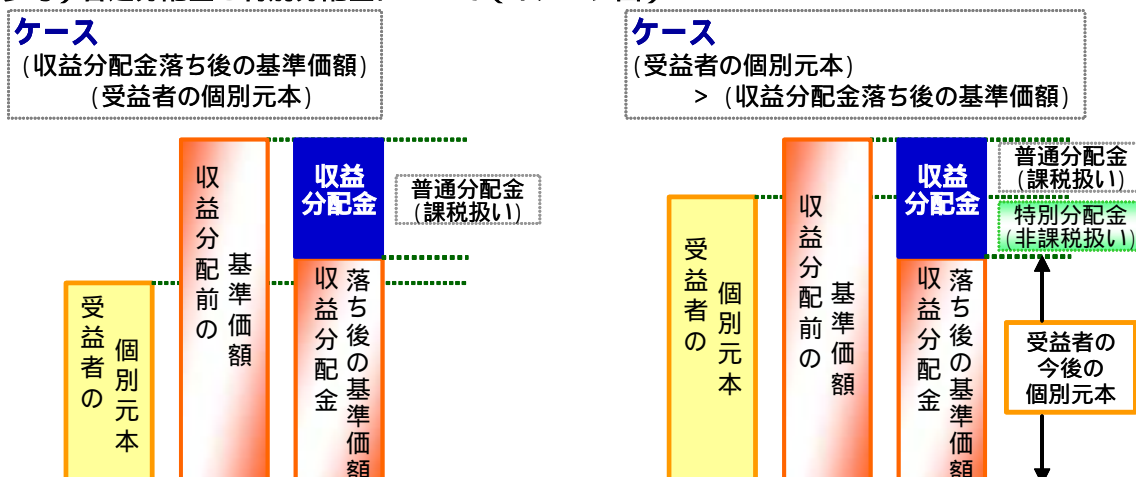 ケース
(収益分配金落ち後の基準価額)
(受益者の個別元本)
収益分配前の
基準価額
収益
分配金
普通分配金
(課税扱い)
受益者の
個別元本
収益分配金
落ち後の基準価額
ケース
(受益者の個別元本)
> (収益分配金落ち後の基準価額)
受益者の
個別元本
収益分配前の
基準価額
収益
分配金
普通分配金
(課税扱い)
特別分配金
(非課税扱い)
収益分配金
落ち後の基準価額
受益者の
今後の
個別元本